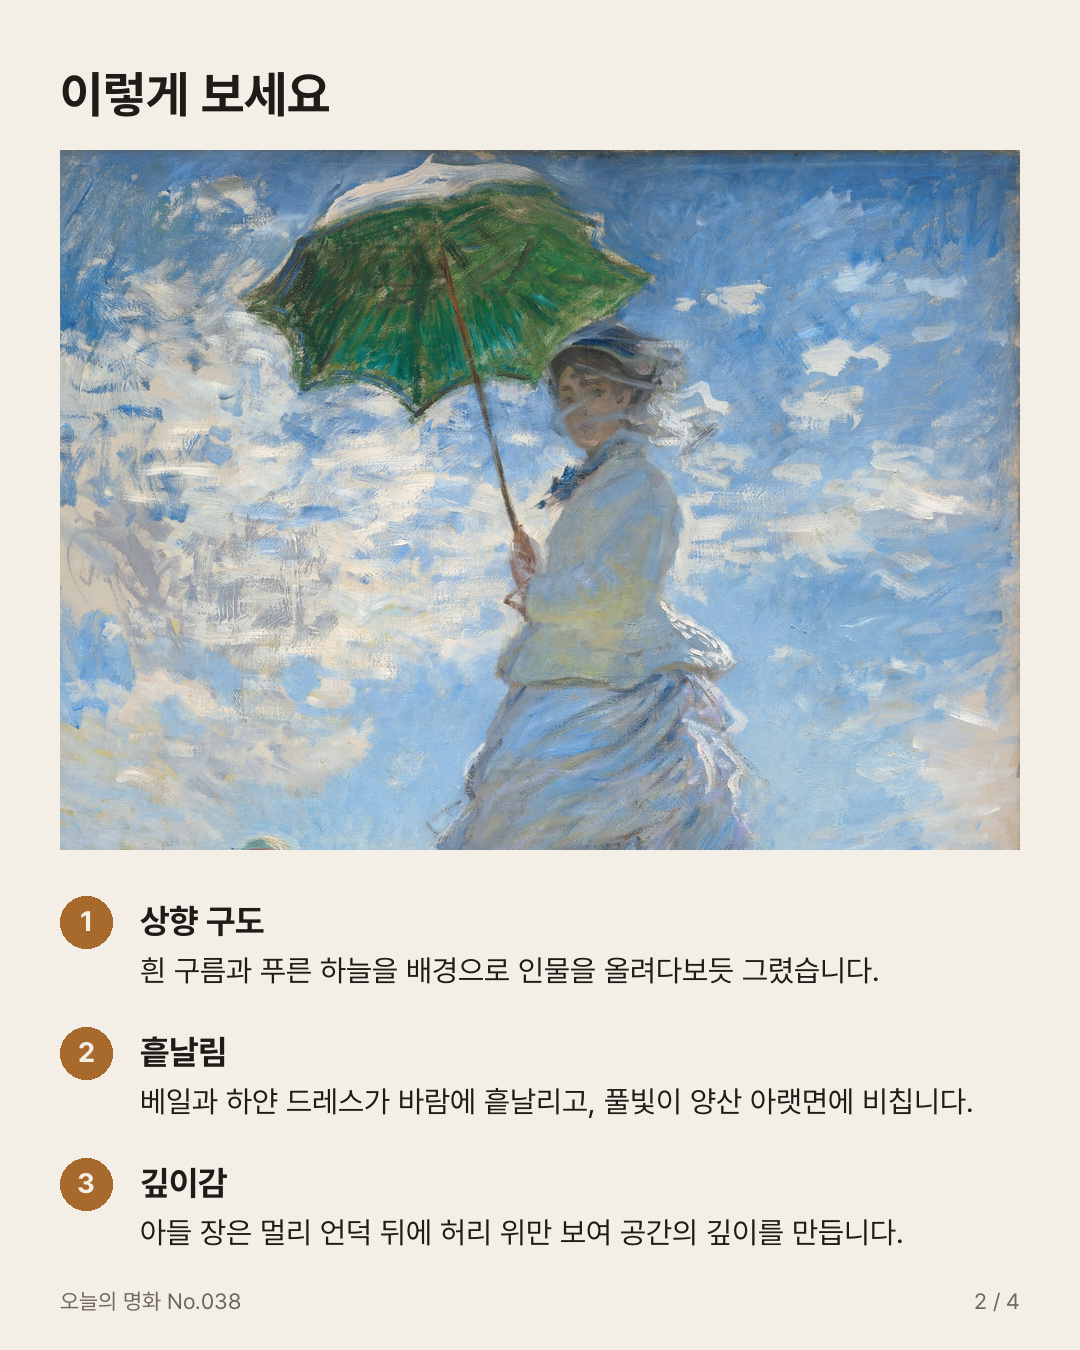 이렇게 보세요
1
상향 구도
흰 구름과 푸른 하늘을 배경으로 인물을 올려다보듯 그렸습니다.
2
흩날림
베일과 하얀 드레스가 바람에 흩날리고, 풀빛이 양산 아랫면에 비칩니다.
3
깊이감
아들 장은 멀리 언덕 뒤에 허리 위만 보여 공간의 깊이를 만듭니다.
오늘의 명화 No.038
2 / 4